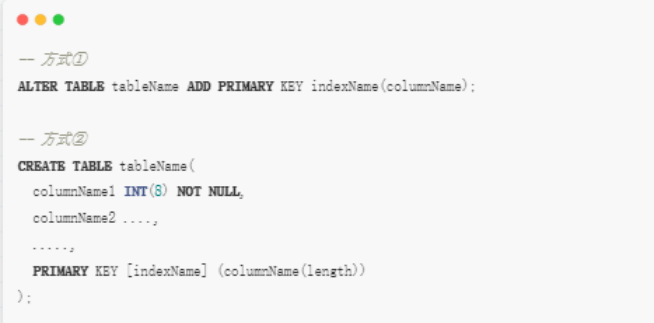 -- 方式①
ALTER TABLE tableName ADD PRIMARY KEY indexName(columnName);
-- 方式②
CREATE TABLE tableName(
columnName1 INT(8) NOT NULL,
columnName2 ....,
.....,
PRIMARY KEY [indexName] (columnName(length))
);